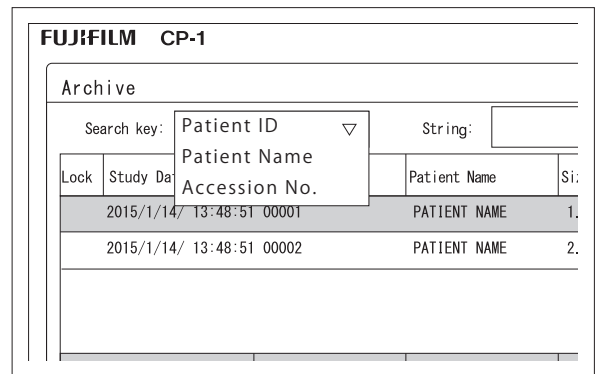 FUJIFILM CP-1
Archive
Search key: Patient ID ▽ String:
Patient Name
Accession No.
Lock Study Da Patient Name Si
2015/1/14/ 13:48:51 00001 PATIENT NAME 1.
2015/1/14/ 13:48:51 00002 PATIENT NAME 2.